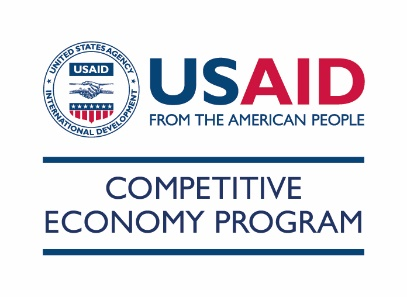 UNITED STATES AGENCY
USAID
INTERNATIONAL DEVELOPMENT
USAID
FROM THE AMERICAN PEOPLE
COMPETITIVE
ECONOMY PROGRAM